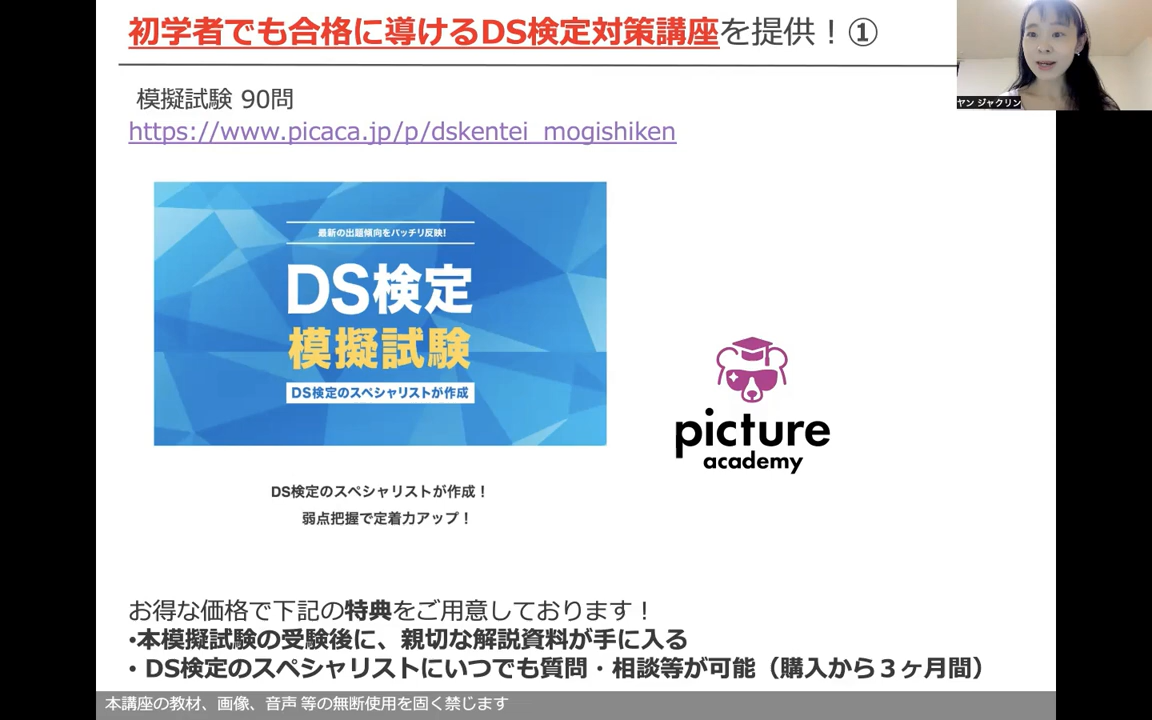 初学者でも合格に導けるDS検定対策講座を提供！①
ヤン ジャクリン
模擬試験 90問
https://www.picaca.jp/p/dskentei_mogishiken
最新の出題傾向をバッチリ反映!
DS検定
模擬試験
DS検定のスペシャリストが作成
picture
academy
DS検定のスペシャリストが作成！
弱点把握で定着力アップ！
お得な価格で下記の特典をご用意しております！
•本模擬試験の受験後に、親切な解説資料が手に入る
• DS検定のスペシャリストにいつでも質問・相談等が可能（購入から３ヶ月間）
本講座の教材、画像、音声 等の無断使用を固く禁じます